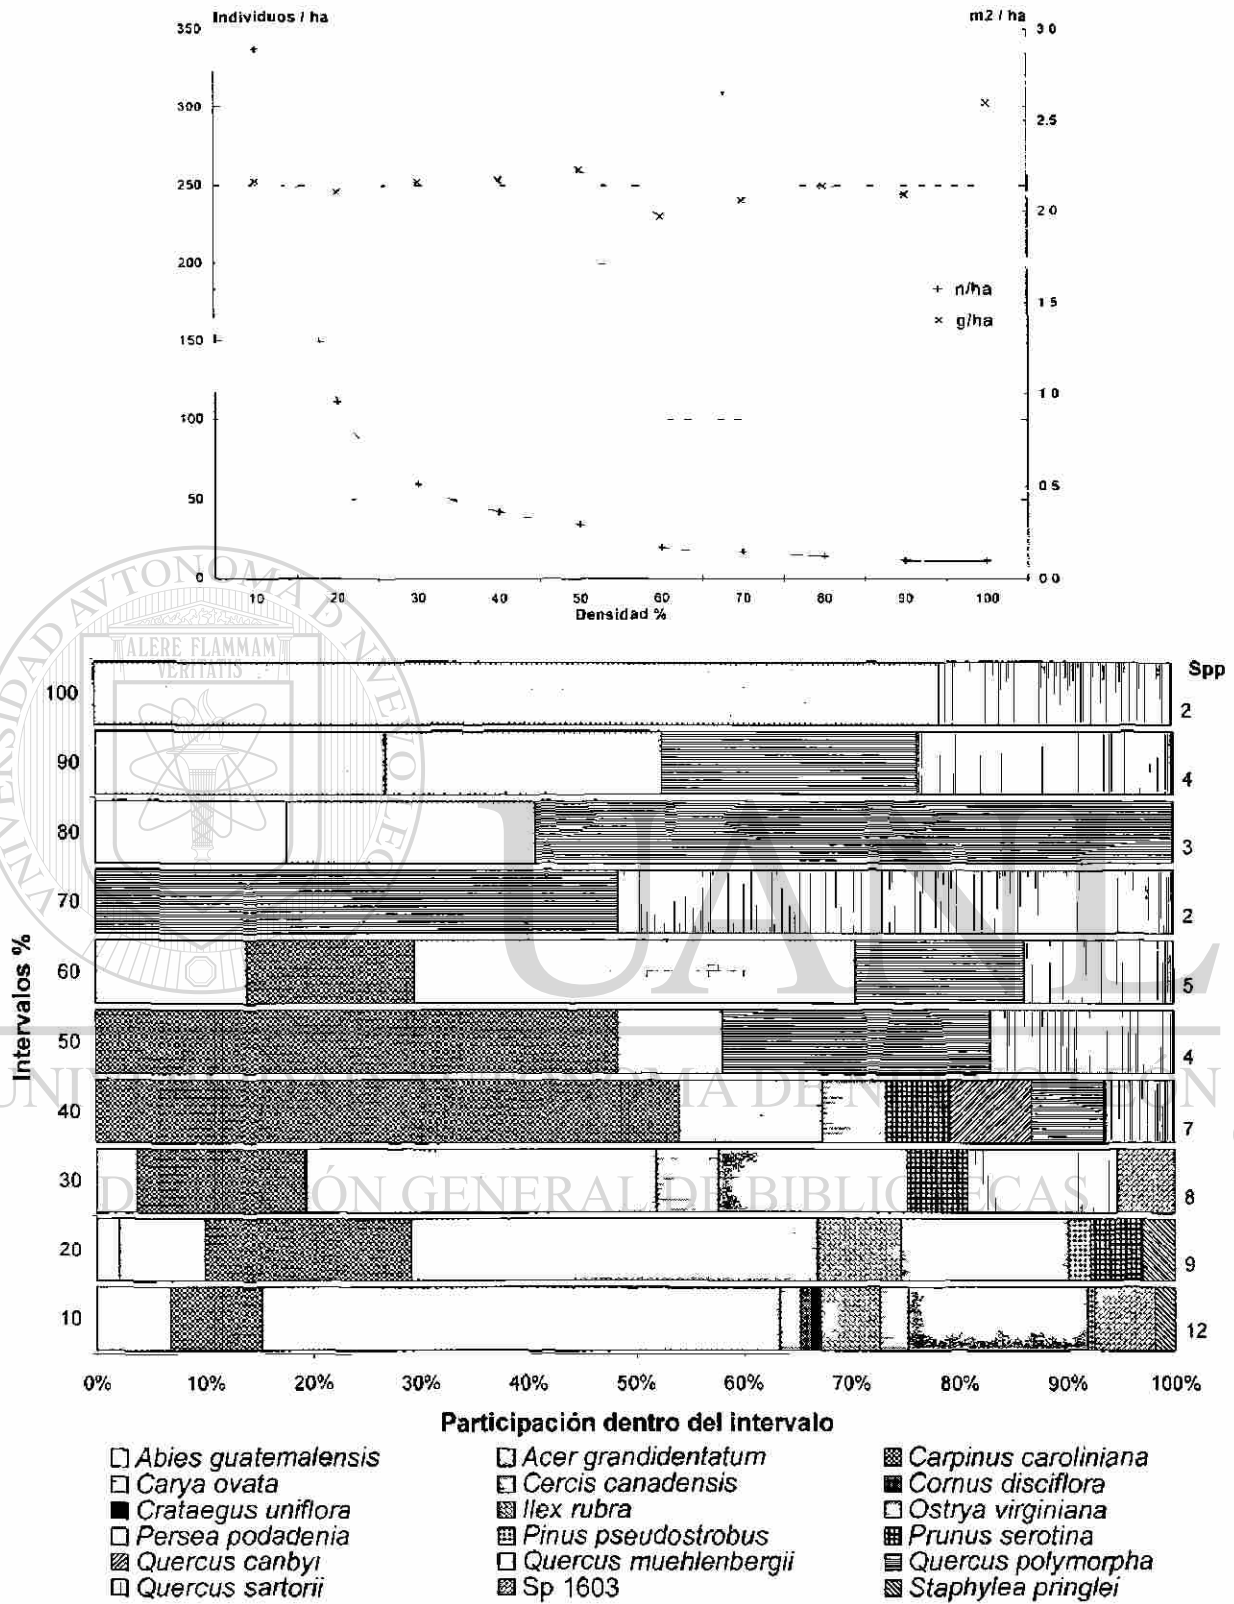 Individuos / ha
m2 / ha
350
300
250
200
150
100
50
0
3 0
2.5
2 0
1 5
1 0
0 5
0 0
n/ha
g/ha
10 20 30 40 50 60 70 80 90 100
Densidad %
UNIVERSIDAD AVTONOMA DE NVEVO LEON
ALERE FLAMMAM
VERITATIS
UANL
UNIVERSIDAD AUTÓNOMA DE NUEVO LEÓN
DIRECCIÓN GENERAL DE BIBLIOTECAS
Spp
Intervalos %
100 2
90 4
80 3
70 2
60 5
50 4
40 7
30 8
20 9
10 12
0% 10% 20% 30% 40% 50% 60% 70% 80% 90% 100%
Participación dentro del intervalo
Abies guatemalensis Acer grandidentatum Carpinus caroliniana
Carya ovata Cercis canadensis Cornus disciflora
Crataegus uniflora Ilex rubra Ostrya virginiana
Persea podadenia Pinus pseudostrobus Prunus serotina
Quercus canbyi Quercus muehlenbergii Quercus polymorpha
Quercus sartorii Sp 1603 Staphylea pringlei